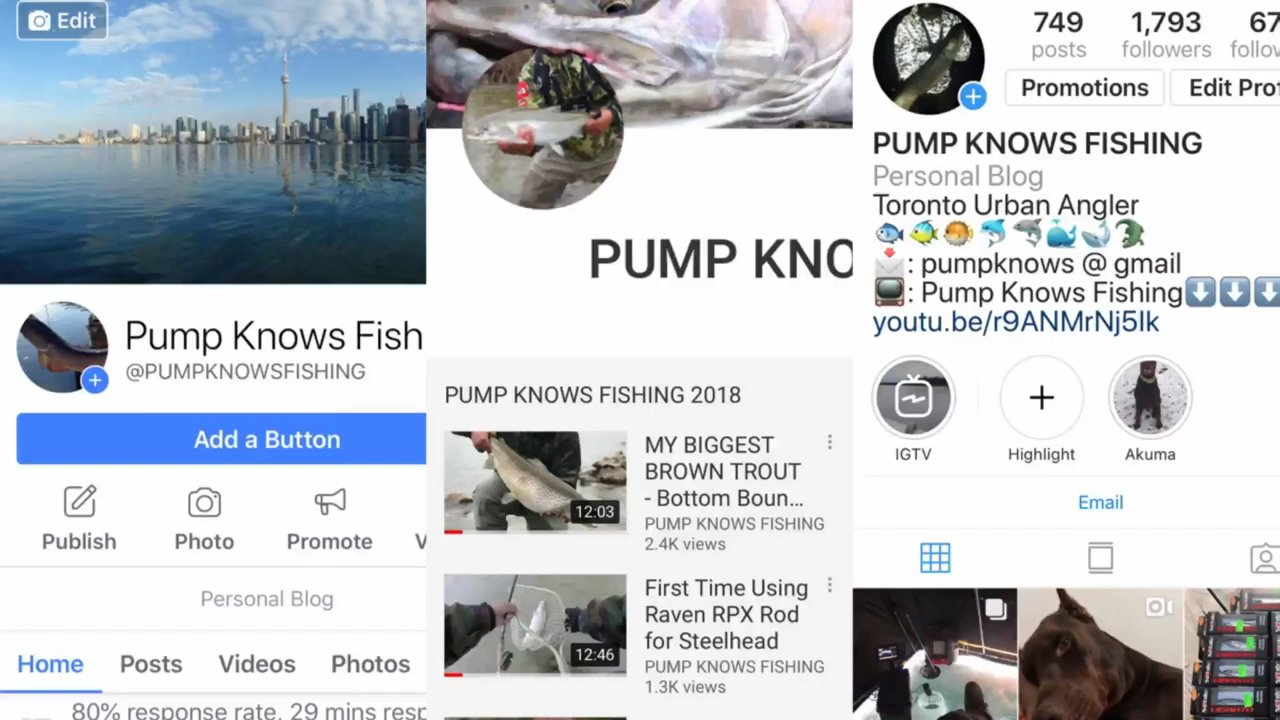 Edit
Pump Knows Fish
@PUMPKNOWSFISHING
Add a Button
Publish
Photo
Promote
Personal Blog
Home
Posts
Videos
Photos
80% response rate, 29 mins resp
PUMP KNO
PUMP KNOWS FISHING 2018
MY BIGGEST
BROWN TROUT
- Bottom Boun...
PUMP KNOWS FISHING
2.4K views
12:03
First Time Using
Raven RPX Rod
for Steelhead
PUMP KNOWS FISHING
1.3K views
12:46
749
posts
1,793
followers
67
follow
Promotions
Edit Prof
PUMP KNOWS FISHING
Personal Blog
Toronto Urban Angler
: pumpknows @ gmail
: Pump Knows Fishing
youtu.be/r9ANMrNj5lk
IGTV
Highlight
Akuma
Email